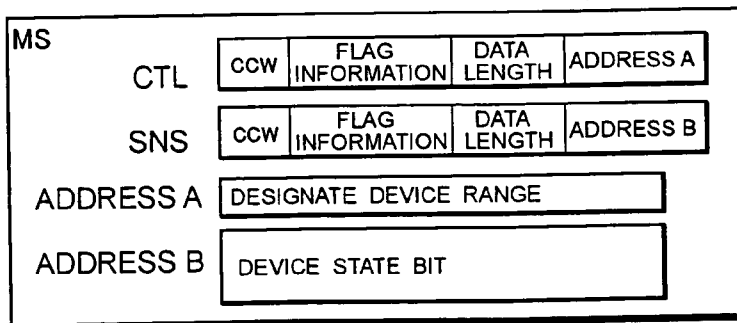 MS
CTL CCW FLAG INFORMATION DATA LENGTH ADDRESS A
SNS CCW FLAG INFORMATION DATA LENGTH ADDRESS B
ADDRESS A DESIGNATE DEVICE RANGE
ADDRESS B DEVICE STATE BIT